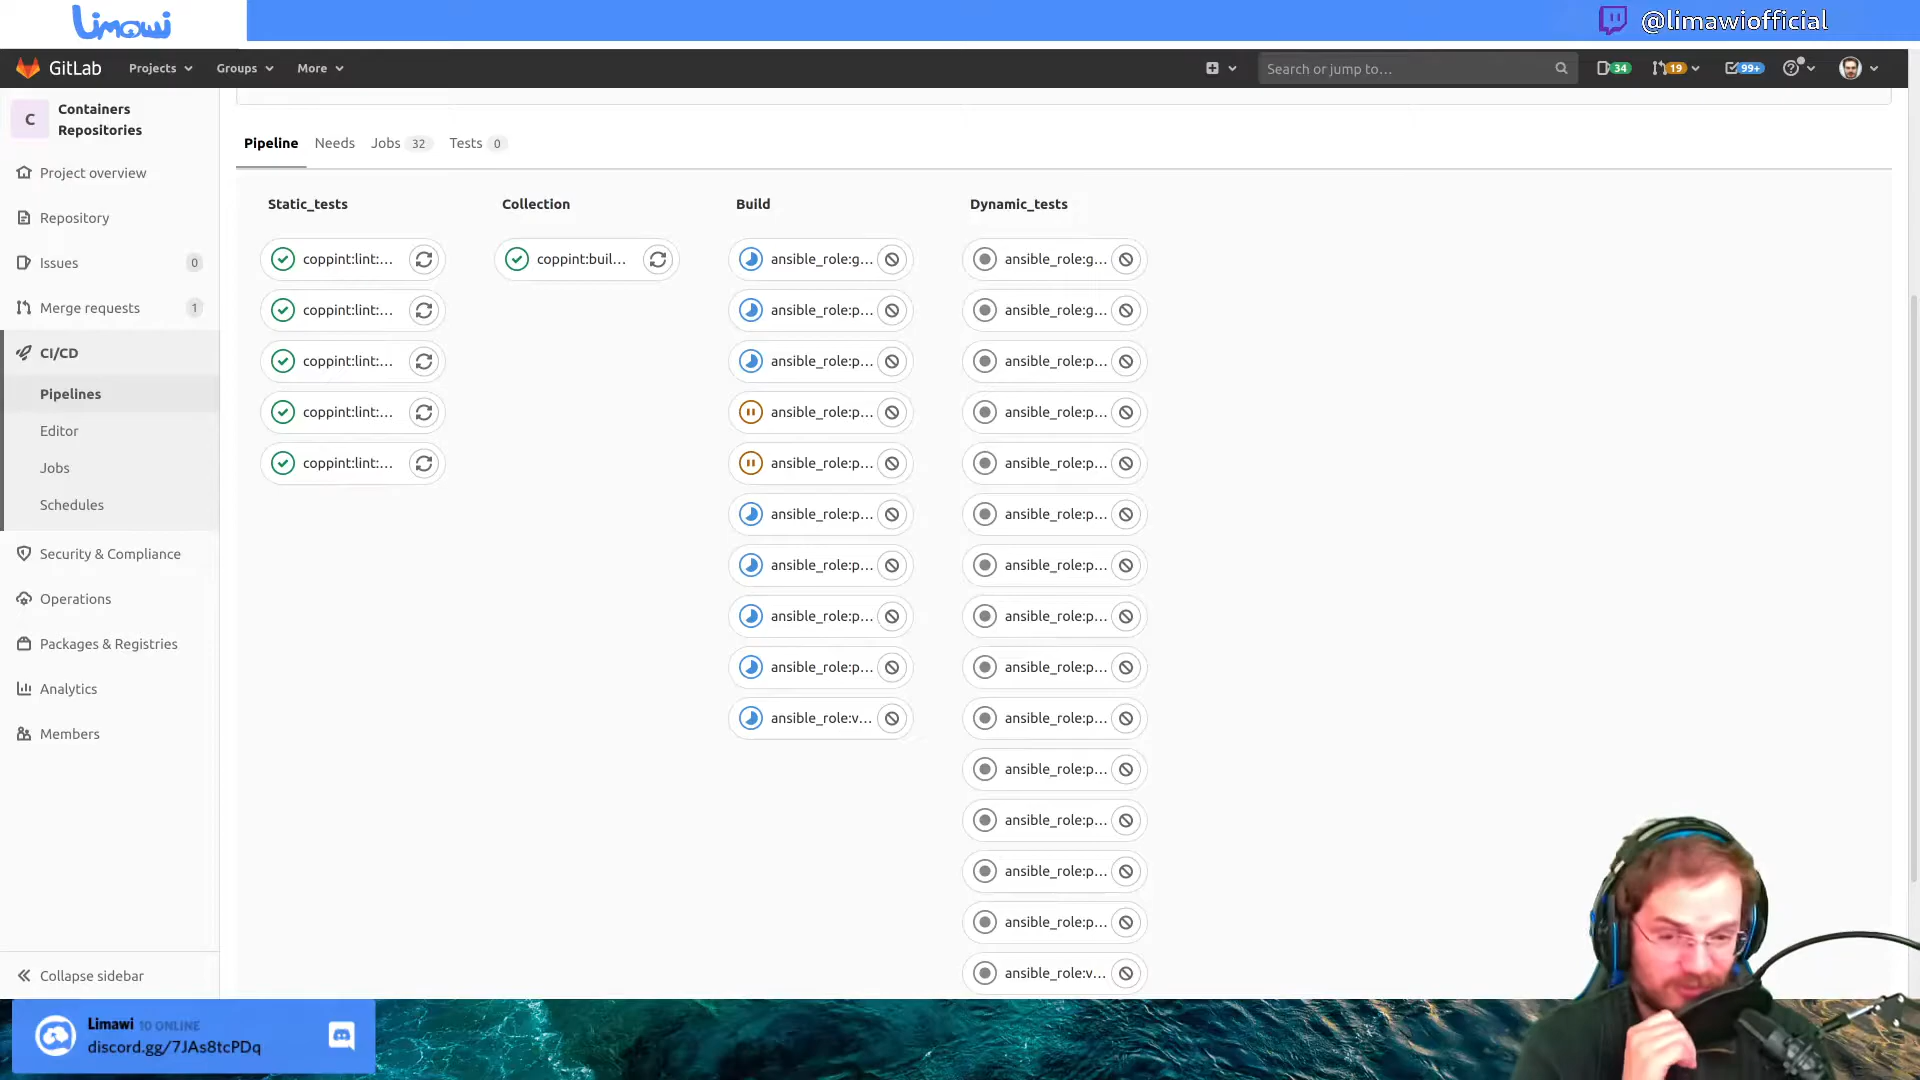 Limawi
@limawiofficial
GitLab
Projects
Groups
More
Search or jump to...
34
19
99+
C
Containers
Repositories
Project overview
Repository
Issues
0
Merge requests
1
CI/CD
Pipelines
Editor
Jobs
Schedules
Security & Compliance
Operations
Packages & Registries
Analytics
Members
Collapse sidebar
Pipeline
Needs
Jobs 32
Tests 0
Static_tests
coppint:lint:...
coppint:lint:...
coppint:lint:...
coppint:lint:...
coppint:lint:...
Collection
coppint:buil...
Build
ansible_role:g...
ansible_role:p...
ansible_role:p...
ansible_role:p...
ansible_role:p...
ansible_role:p...
ansible_role:p...
ansible_role:p...
ansible_role:p...
ansible_role:v...
Dynamic_tests
ansible_role:g...
ansible_role:g...
ansible_role:p...
ansible_role:p...
ansible_role:p...
ansible_role:p...
ansible_role:p...
ansible_role:p...
ansible_role:p...
ansible_role:p...
ansible_role:p...
ansible_role:p...
ansible_role:p...
ansible_role:p...
ansible_role:v...
Limawi 10 ONLINE
discord.gg/7JAs8tcPDq